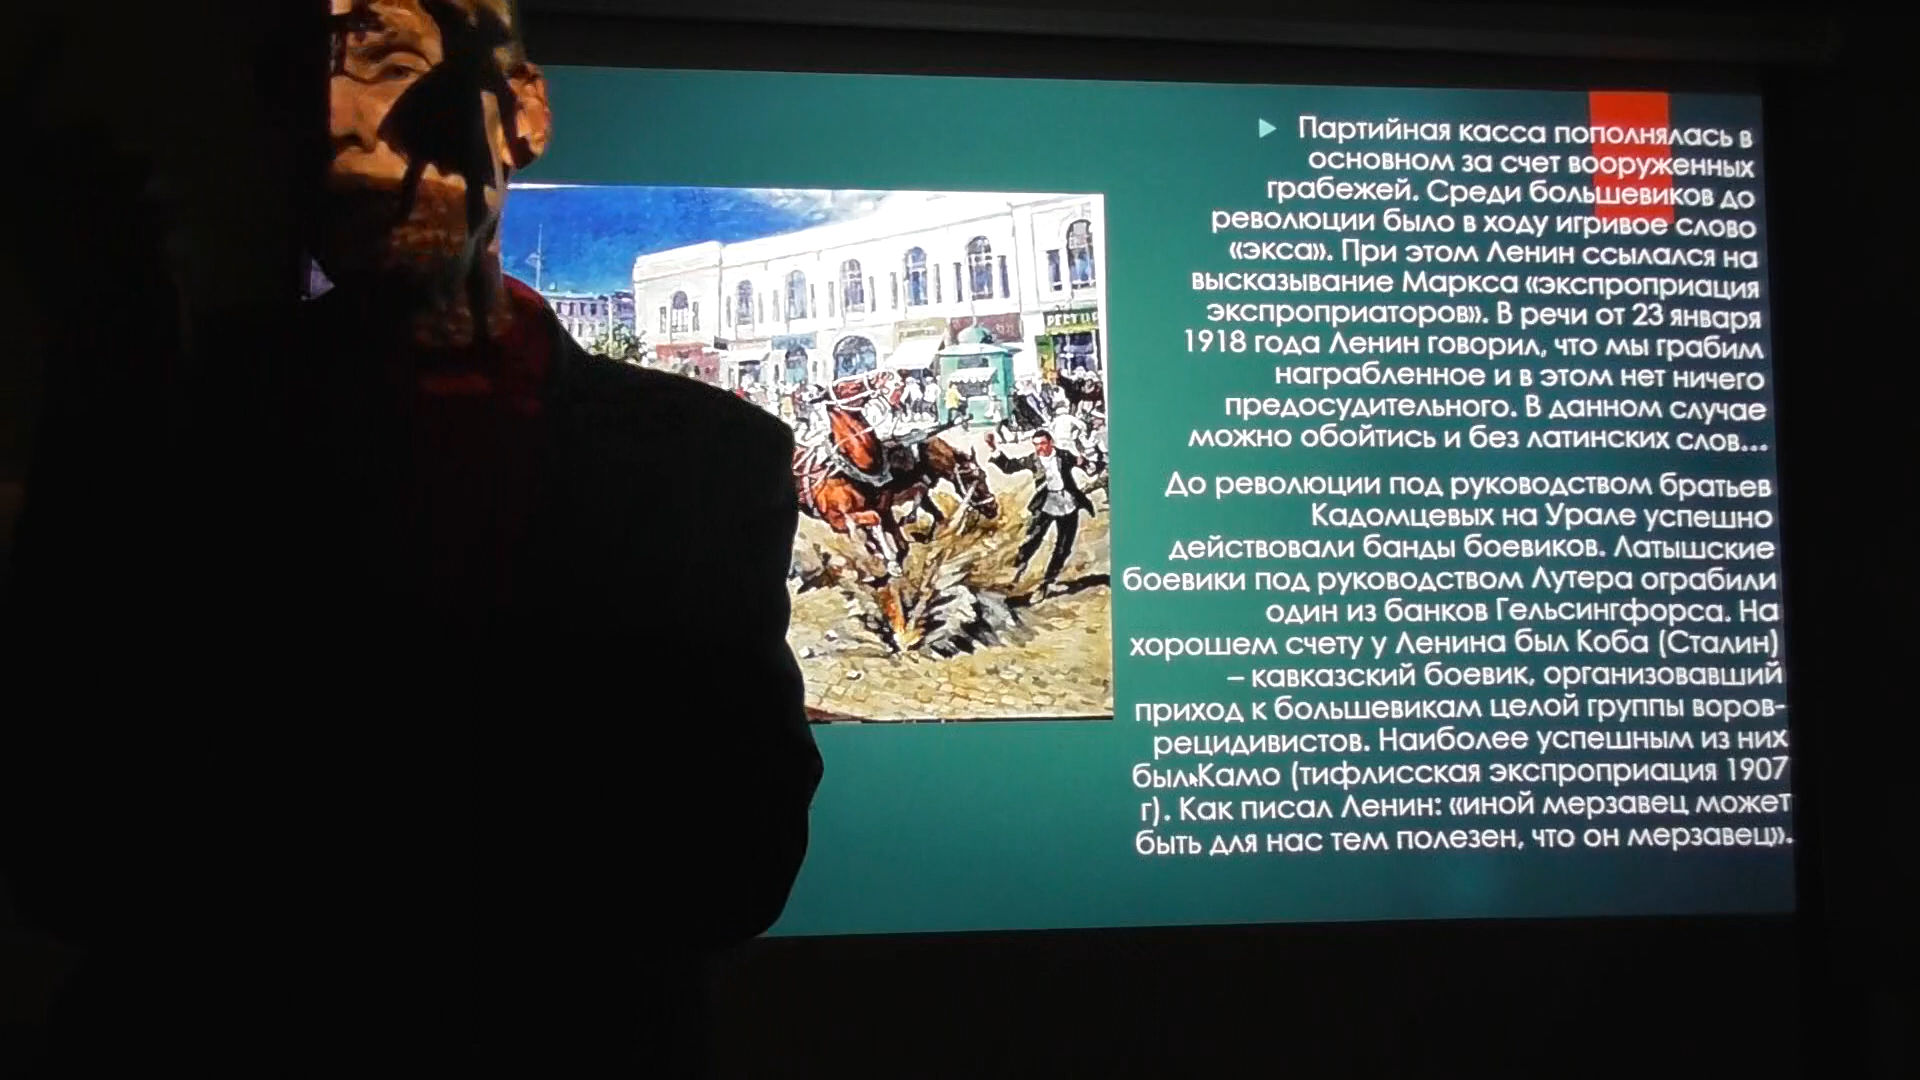 РЕСТОР
Партийная касса пополнялась в
основном за счет вооруженных
грабежей. Среди большевиков до
революции было в ходу игривое слово
«экса». При этом Ленин ссылался на
высказывание Маркса «экспроприация
экспроприаторов». В речи от 23 января
1918 года Ленин говорил, что мы грабим
награбленное и в этом нет ничего
предосудительного. В данном случае
можно обойтись и без латинских слов...
До революции под руководством братьев
Кадомцевых на Урале успешно
действовали банды боевиков. Латышские
боевики под руководством Лутера ограбили
один из банков Гельсингфорса. На
хорошем счету у Ленина был Коба (Сталин)
– кавказский боевик, организовавший
приход к большевикам целой группы воров-
рецидивистов. Наиболее успешным из них
был Камо (тифлисская экспроприация 1907
г). Как писал Ленин: «иной мерзавец может
быть для нас тем полезен, что он мерзавец».